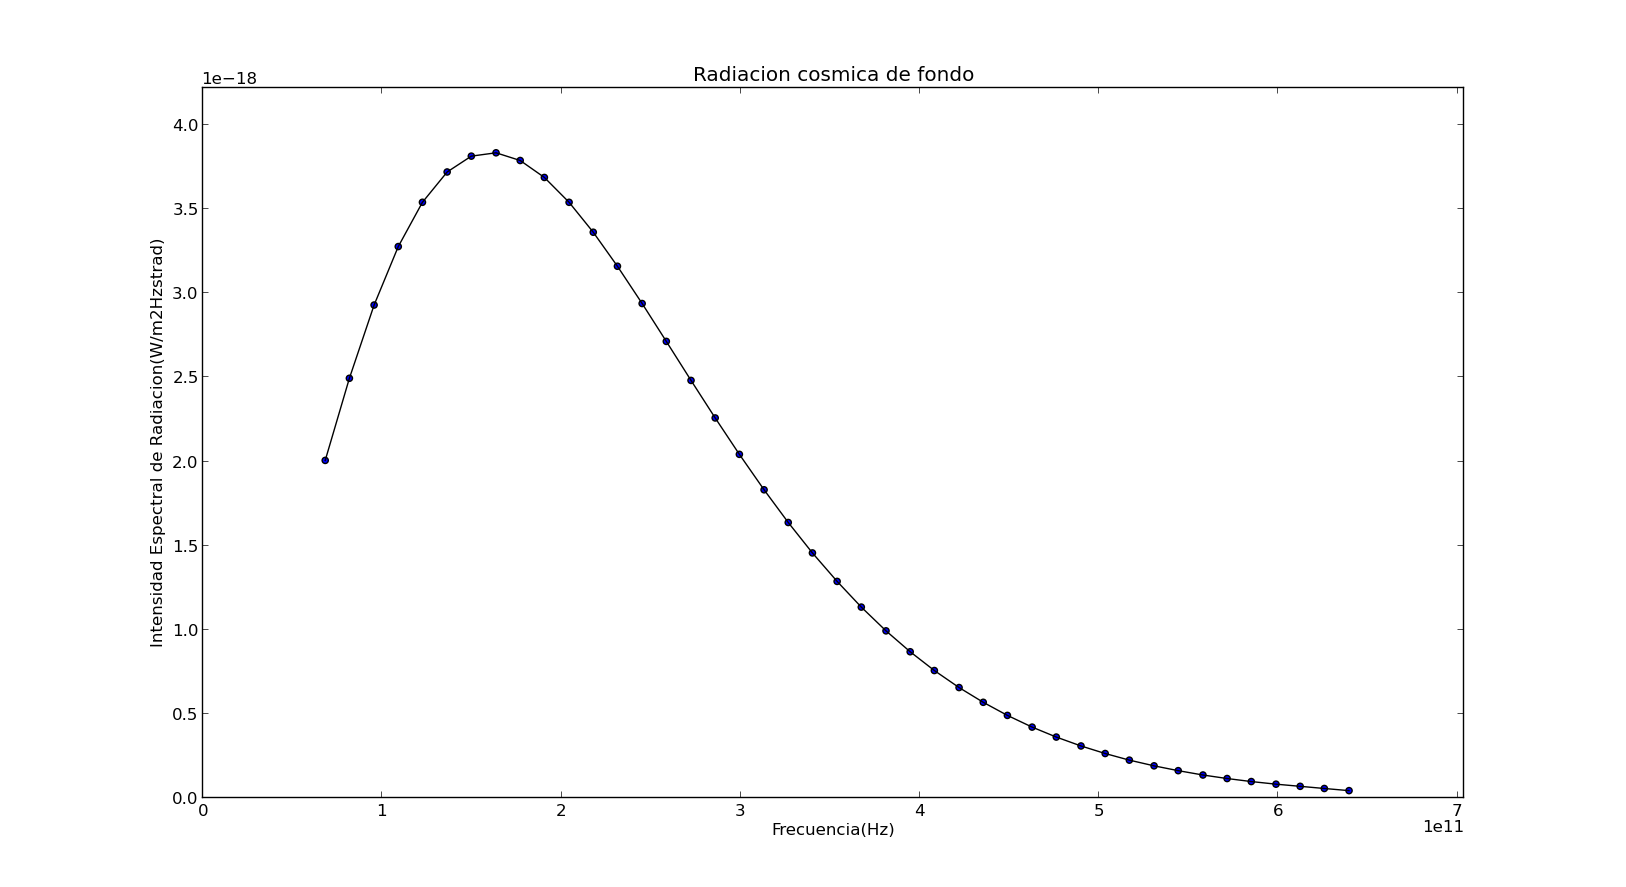 Radiacion cosmica de fondo
1e−18
4.0
3.5
3.0
2.5
2.0
1.5
1.0
0.5
0.0
Intensidad Espectral de Radiacion(W/m2Hzstrad)
0 1 2 3 4 5 6 7
1e11
Frecuencia(Hz)